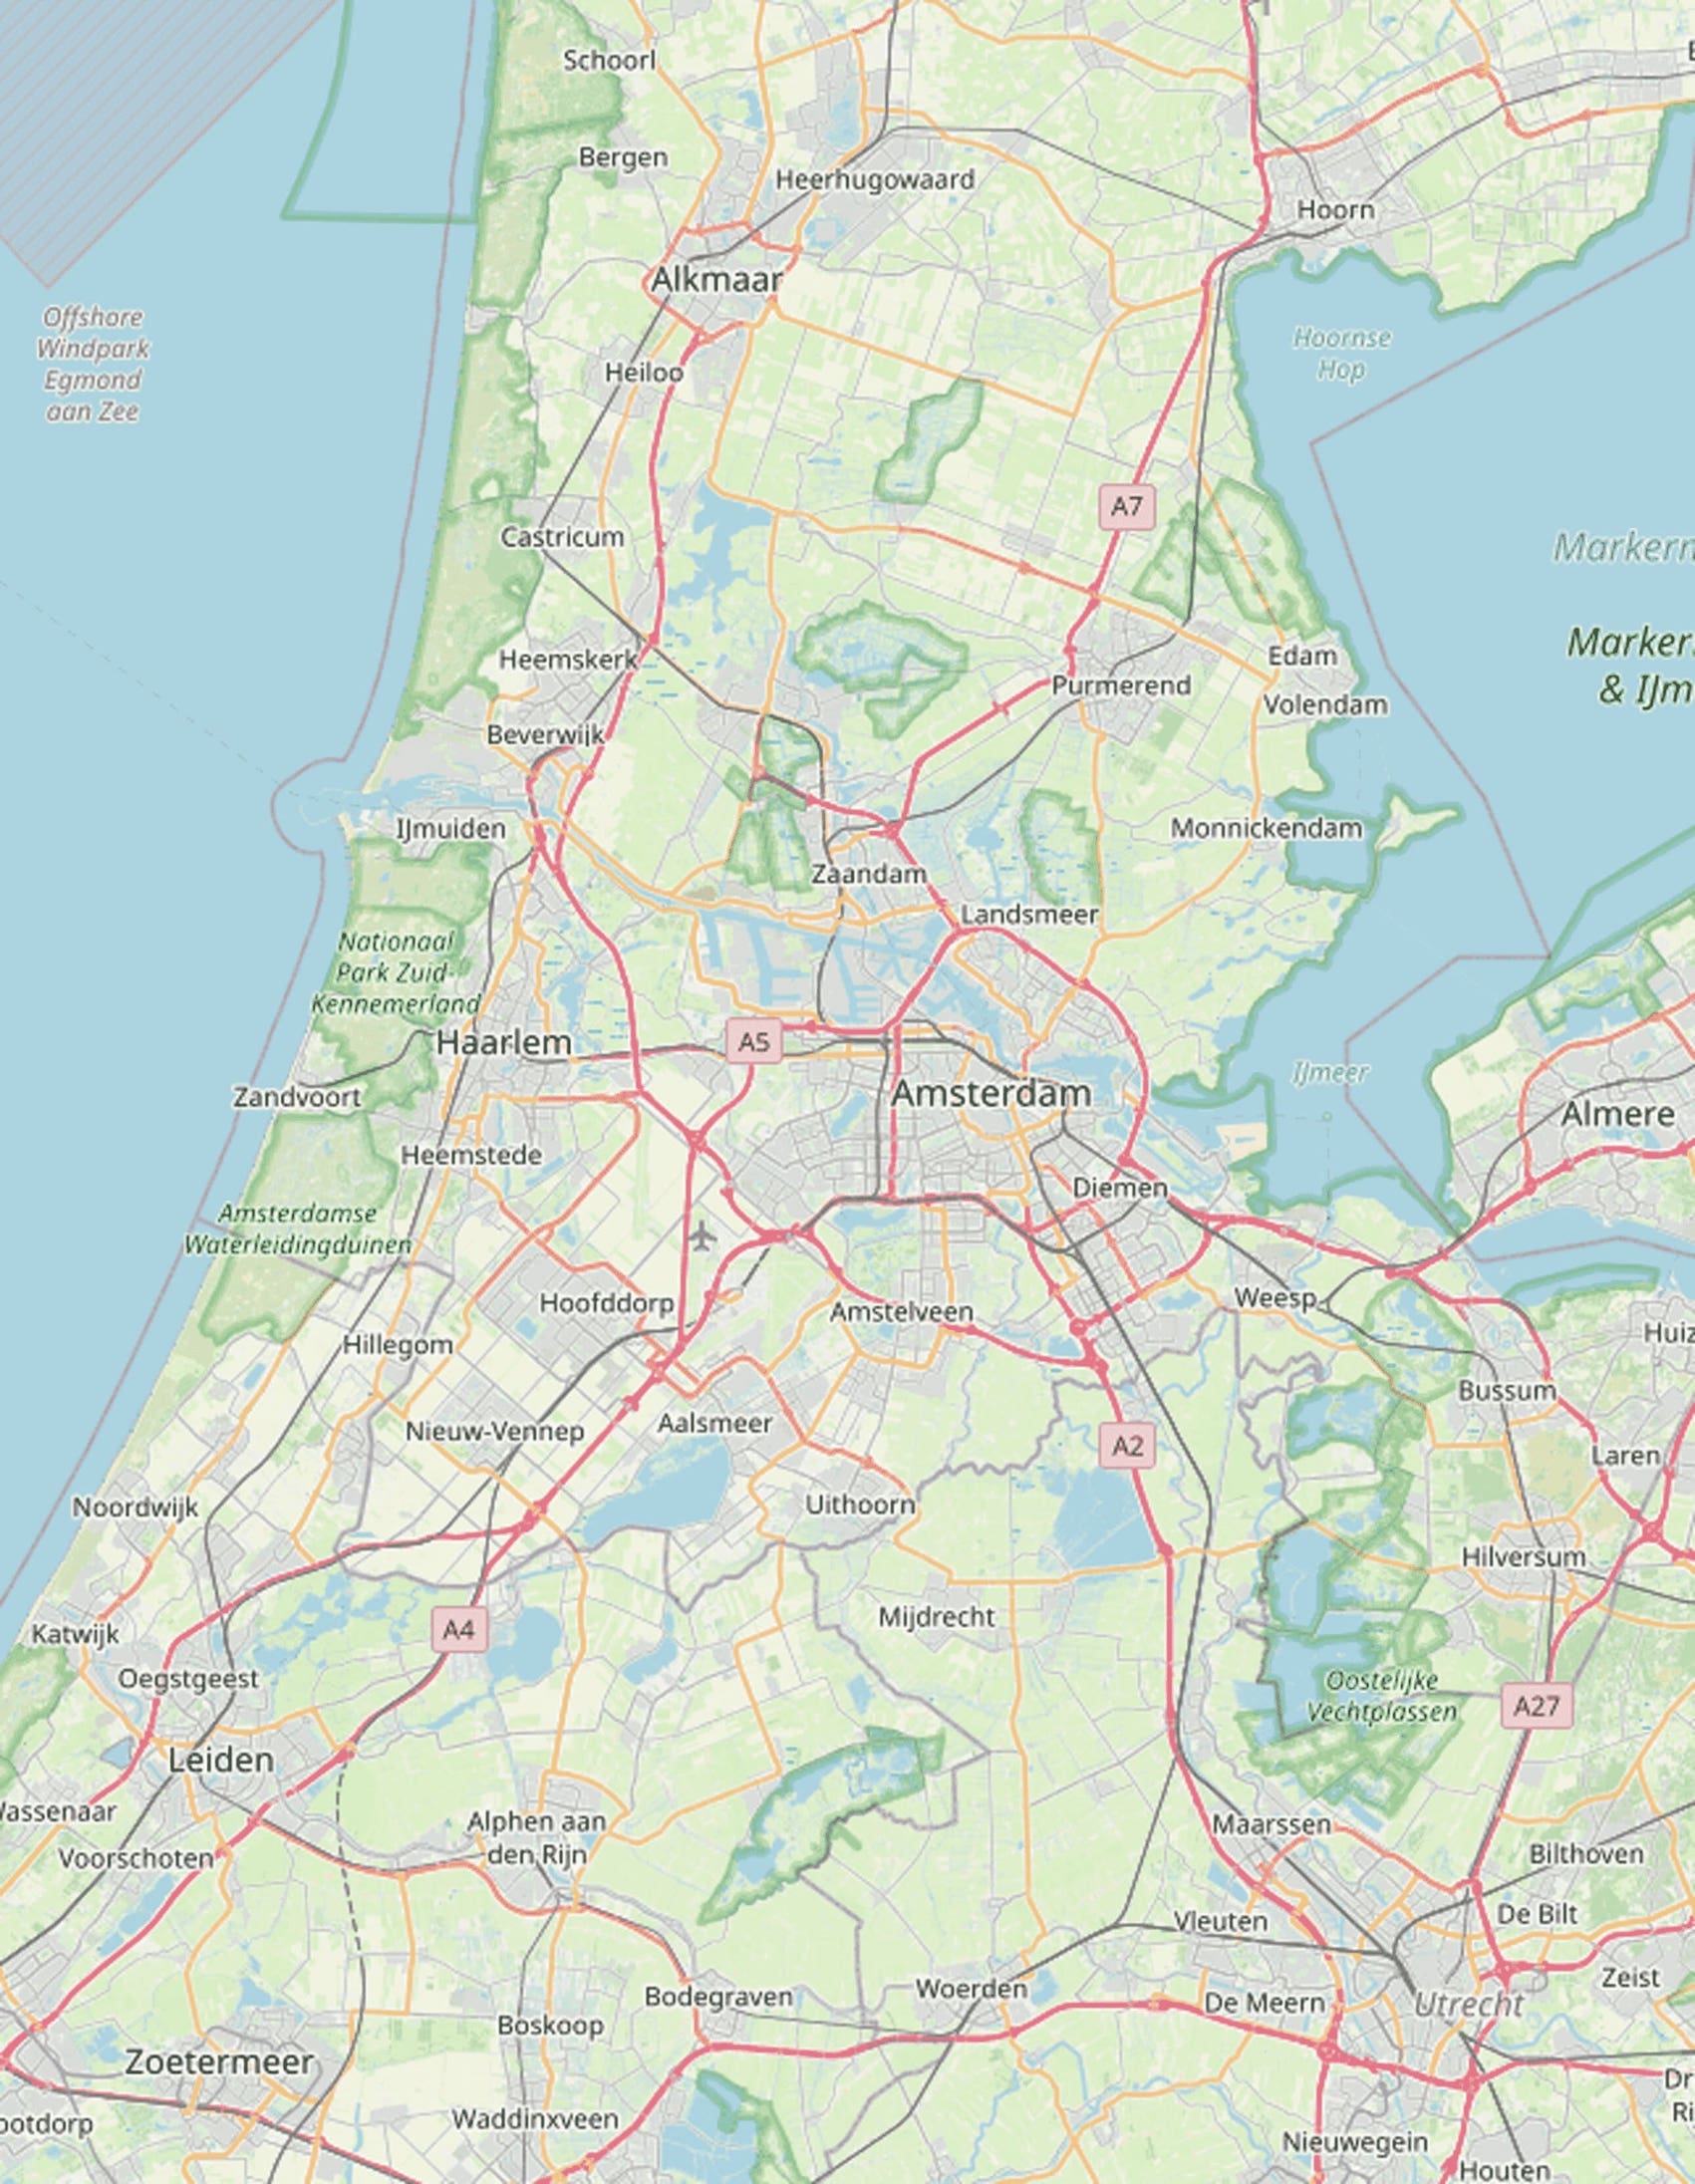 Schoorl
Bergen
Heerhugowaard
Hoorn
Alkmaar
Offshore
Windpark
Egmond
aan Zee
Hoornse
Hop
Heiloo
A7
Castricum
Markern
Marker
& IJm
Heemskerk
Edam
Purmerend
Volendam
Beverwijk
IJmuiden
Monnickendam
Zaandam
Landsmeer
Nationaal
Park Zuid-
Kennemerland
Haarlem
A5
IJmeer
Zandvoort
Amsterdam
Almere
Heemstede
Diemen
Amsterdamse
Waterleidingduinen
Hoofddorp
Amstelveen
Weesp
Hillegom
Huiz
Bussum
Nieuw-Vennep
Aalsmeer
A2
Laren
Noordwijk
Uithoorn
Hilversum
Katwijk
A4
Mijdrecht
Oegstgeest
Oostelijke
Vechtplassen
A27
Leiden
assenaar
Alphen aan
den Rijn
Maarssen
Voorschoten
Bilthoven
Vleuten
De Bilt
Bodegraven
Woerden
De Meern
Zeist
Utrecht
Boskoop
Zoetermeer
Dr
Ri
ootdorp
Waddinxveen
Nieuwegein
Houten